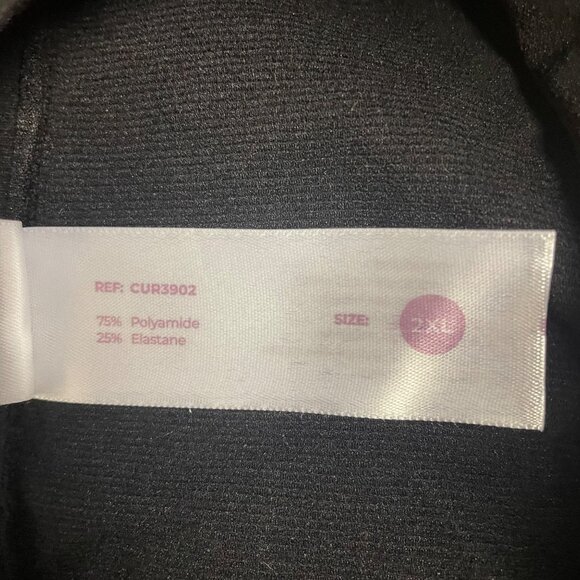 REF: CUR3902
75% Polyamide
25% Elastane
SIZE: 2XL